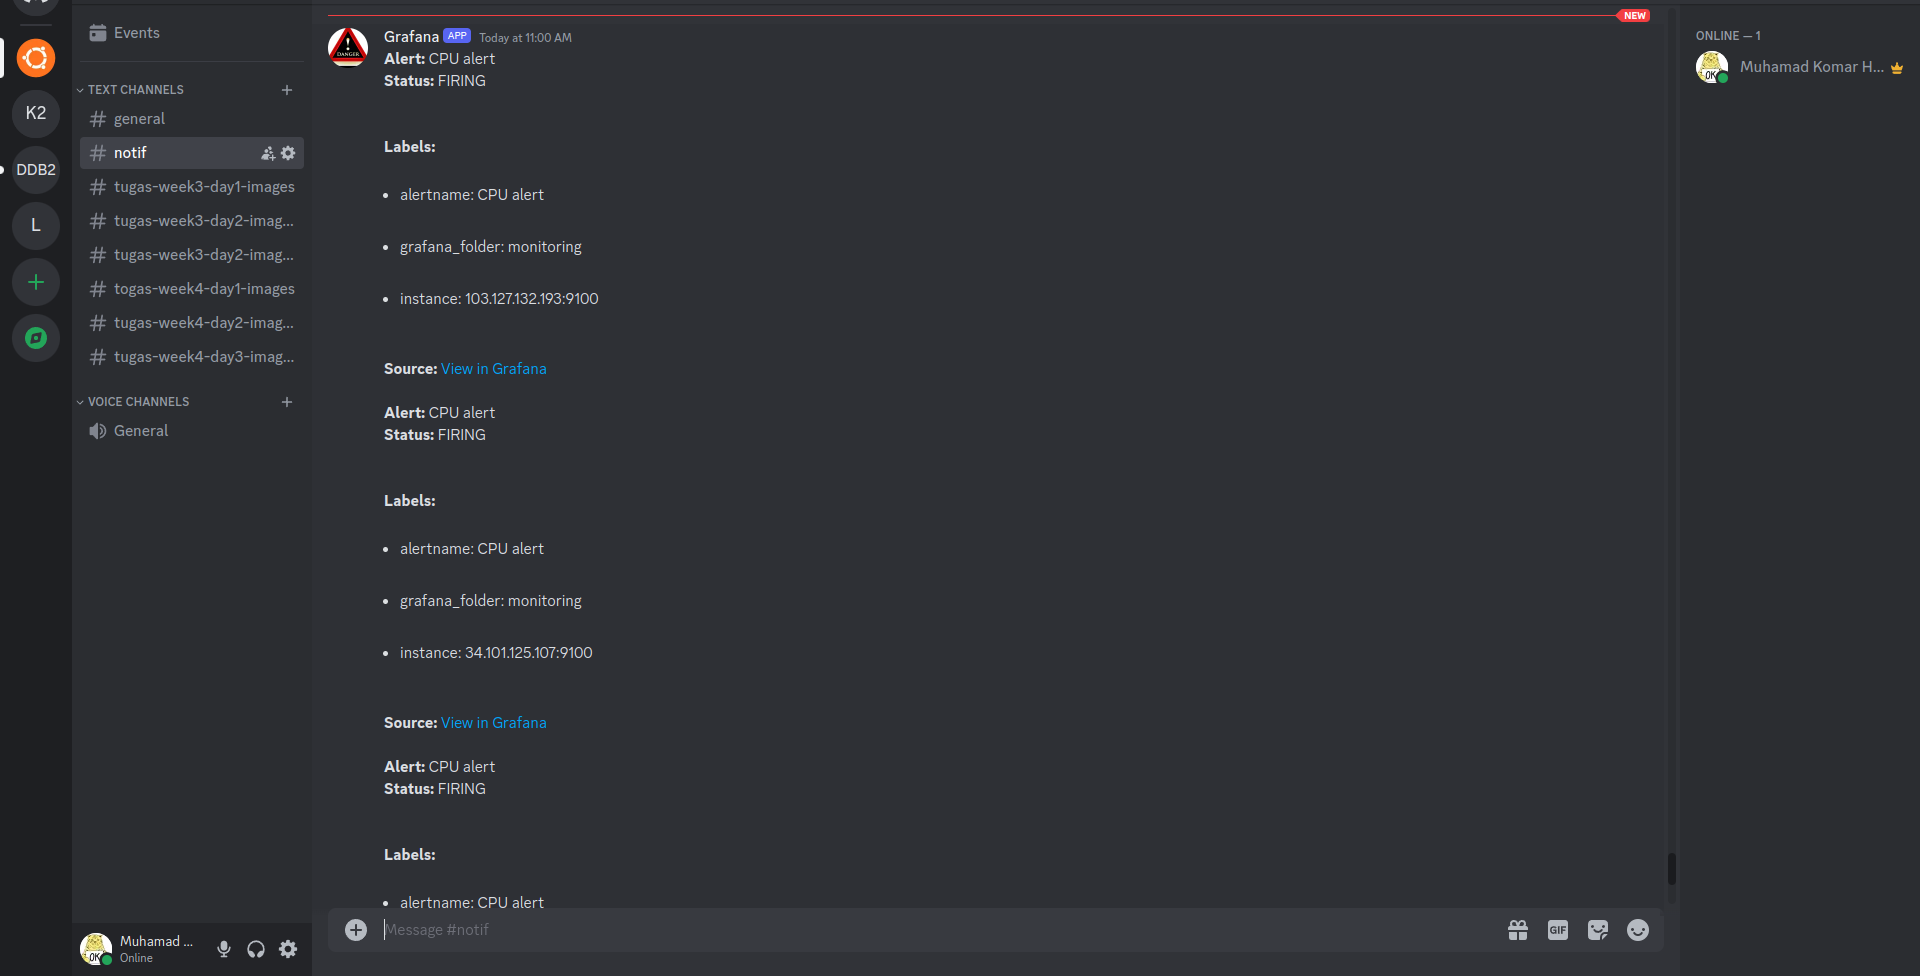 Events
TEXT CHANNELS
general
notif
tugas-week3-day1-images
tugas-week3-day2-imag...
tugas-week3-day2-imag...
togas-week4-day1-images
tugas-week4-day2-imag...
tugas-week4-day3-imag...
VOICE CHANNELS
General
K2
DDB2
L
Muhamad ...
Online
NEW
DANGER
Grafana APP Today at 11:00 AM
Alert: CPU alert
Status: FIRING
Labels:
• alertname: CPU alert
• grafana_folder: monitoring
• instance: 103.127.132.193:9100
Source: View in Grafana
Alert: CPU alert
Status: FIRING
Labels:
• alertname: CPU alert
• grafana_folder: monitoring
• instance: 34.101.125.107:9100
Source: View in Grafana
Alert: CPU alert
Status: FIRING
Labels:
• alertname: CPU alert
Message #notif
GIF
ONLINE — 1
OK
Muhamad Komar H...
OK